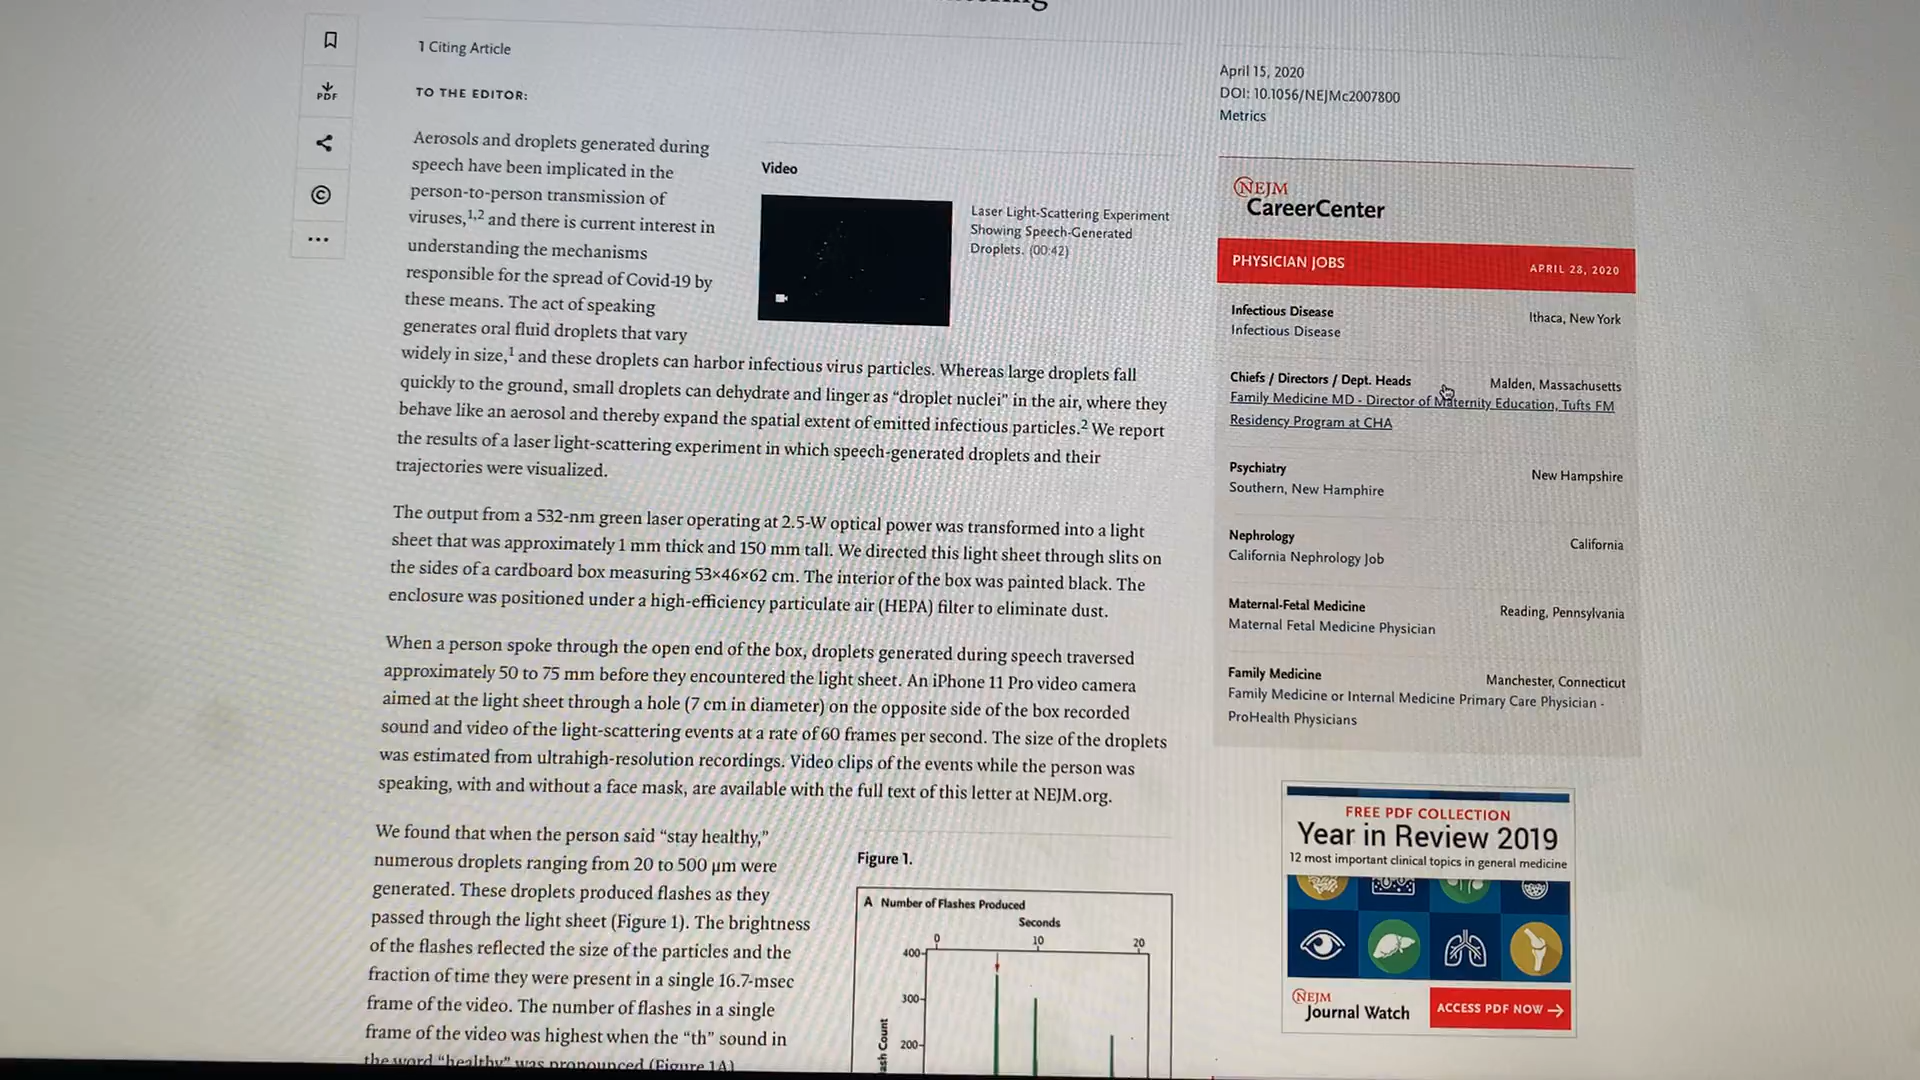 1 Citing Article
TO THE EDITOR:
Aerosols and droplets generated during
speech have been implicated in the
person-to-person transmission of
viruses,1,2 and there is current interest in
understanding the mechanisms
responsible for the spread of Covid-19 by
these means. The act of speaking
generates oral fluid droplets that vary
widely in size,1 and these droplets can harbor infectious virus particles. Whereas large droplets fall
quickly to the ground, small droplets can dehydrate and linger as “droplet nuclei” in the air, where they
behave like an aerosol and thereby expand the spatial extent of emitted infectious particles.2 We report
the results of a laser light-scattering experiment in which speech-generated droplets and their
trajectories were visualized.
Video
Laser Light-Scattering Experiment
Showing Speech-Generated
Droplets. (00:42)
The output from a 532-nm green laser operating at 2.5-W optical power was transformed into a light
sheet that was approximately 1 mm thick and 150 mm tall. We directed this light sheet through slits on
the sides of a cardboard box measuring 53×46×62 cm. The interior of the box was painted black. The
enclosure was positioned under a high-efficiency particulate air (HEPA) filter to eliminate dust.
When a person spoke through the open end of the box, droplets generated during speech traversed
approximately 50 to 75 mm before they encountered the light sheet. An iPhone 11 Pro video camera
aimed at the light sheet through a hole (7 cm in diameter) on the opposite side of the box recorded
sound and video of the light-scattering events at a rate of 60 frames per second. The size of the droplets
was estimated from ultrahigh-resolution recordings. Video clips of the events while the person was
speaking, with and without a face mask, are available with the full text of this letter at NEJM.org.
We found that when the person said “stay healthy,”
numerous droplets ranging from 20 to 500 μm were
generated. These droplets produced flashes as they
passed through the light sheet (Figure 1). The brightness
of the flashes reflected the size of the particles and the
fraction of time they were present in a single 16.7-msec
frame of the video. The number of flashes in a single
frame of the video was highest when the “th” sound in
the word “healthy” was pronounced (Figure 1A)
Figure 1.
A Number of Flashes Produced
Seconds
0 10 20
400
300
200
PDF
April 15, 2020
DOI: 10.1056/NEJMc2007800
Metrics
NEJM
CareerCenter
PHYSICIAN JOBS APRIL 28, 2020
Infectious Disease Ithaca, New York
Infectious Disease
Chiefs / Directors / Dept. Heads Malden, Massachusetts
Family Medicine MD - Director of Maternity Education, Tufts FM
Residency Program at CHA
Psychiatry New Hampshire
Southern, New Hamphire
Nephrology California
California Nephrology Job
Maternal-Fetal Medicine Reading, Pennsylvania
Maternal Fetal Medicine Physician
Family Medicine Manchester, Connecticut
Family Medicine or Internal Medicine Primary Care Physician -
ProHealth Physicians
FREE PDF COLLECTION
Year in Review 2019
12 most important clinical topics in general medicine
NEJM
Journal Watch
ACCESS PDF NOW